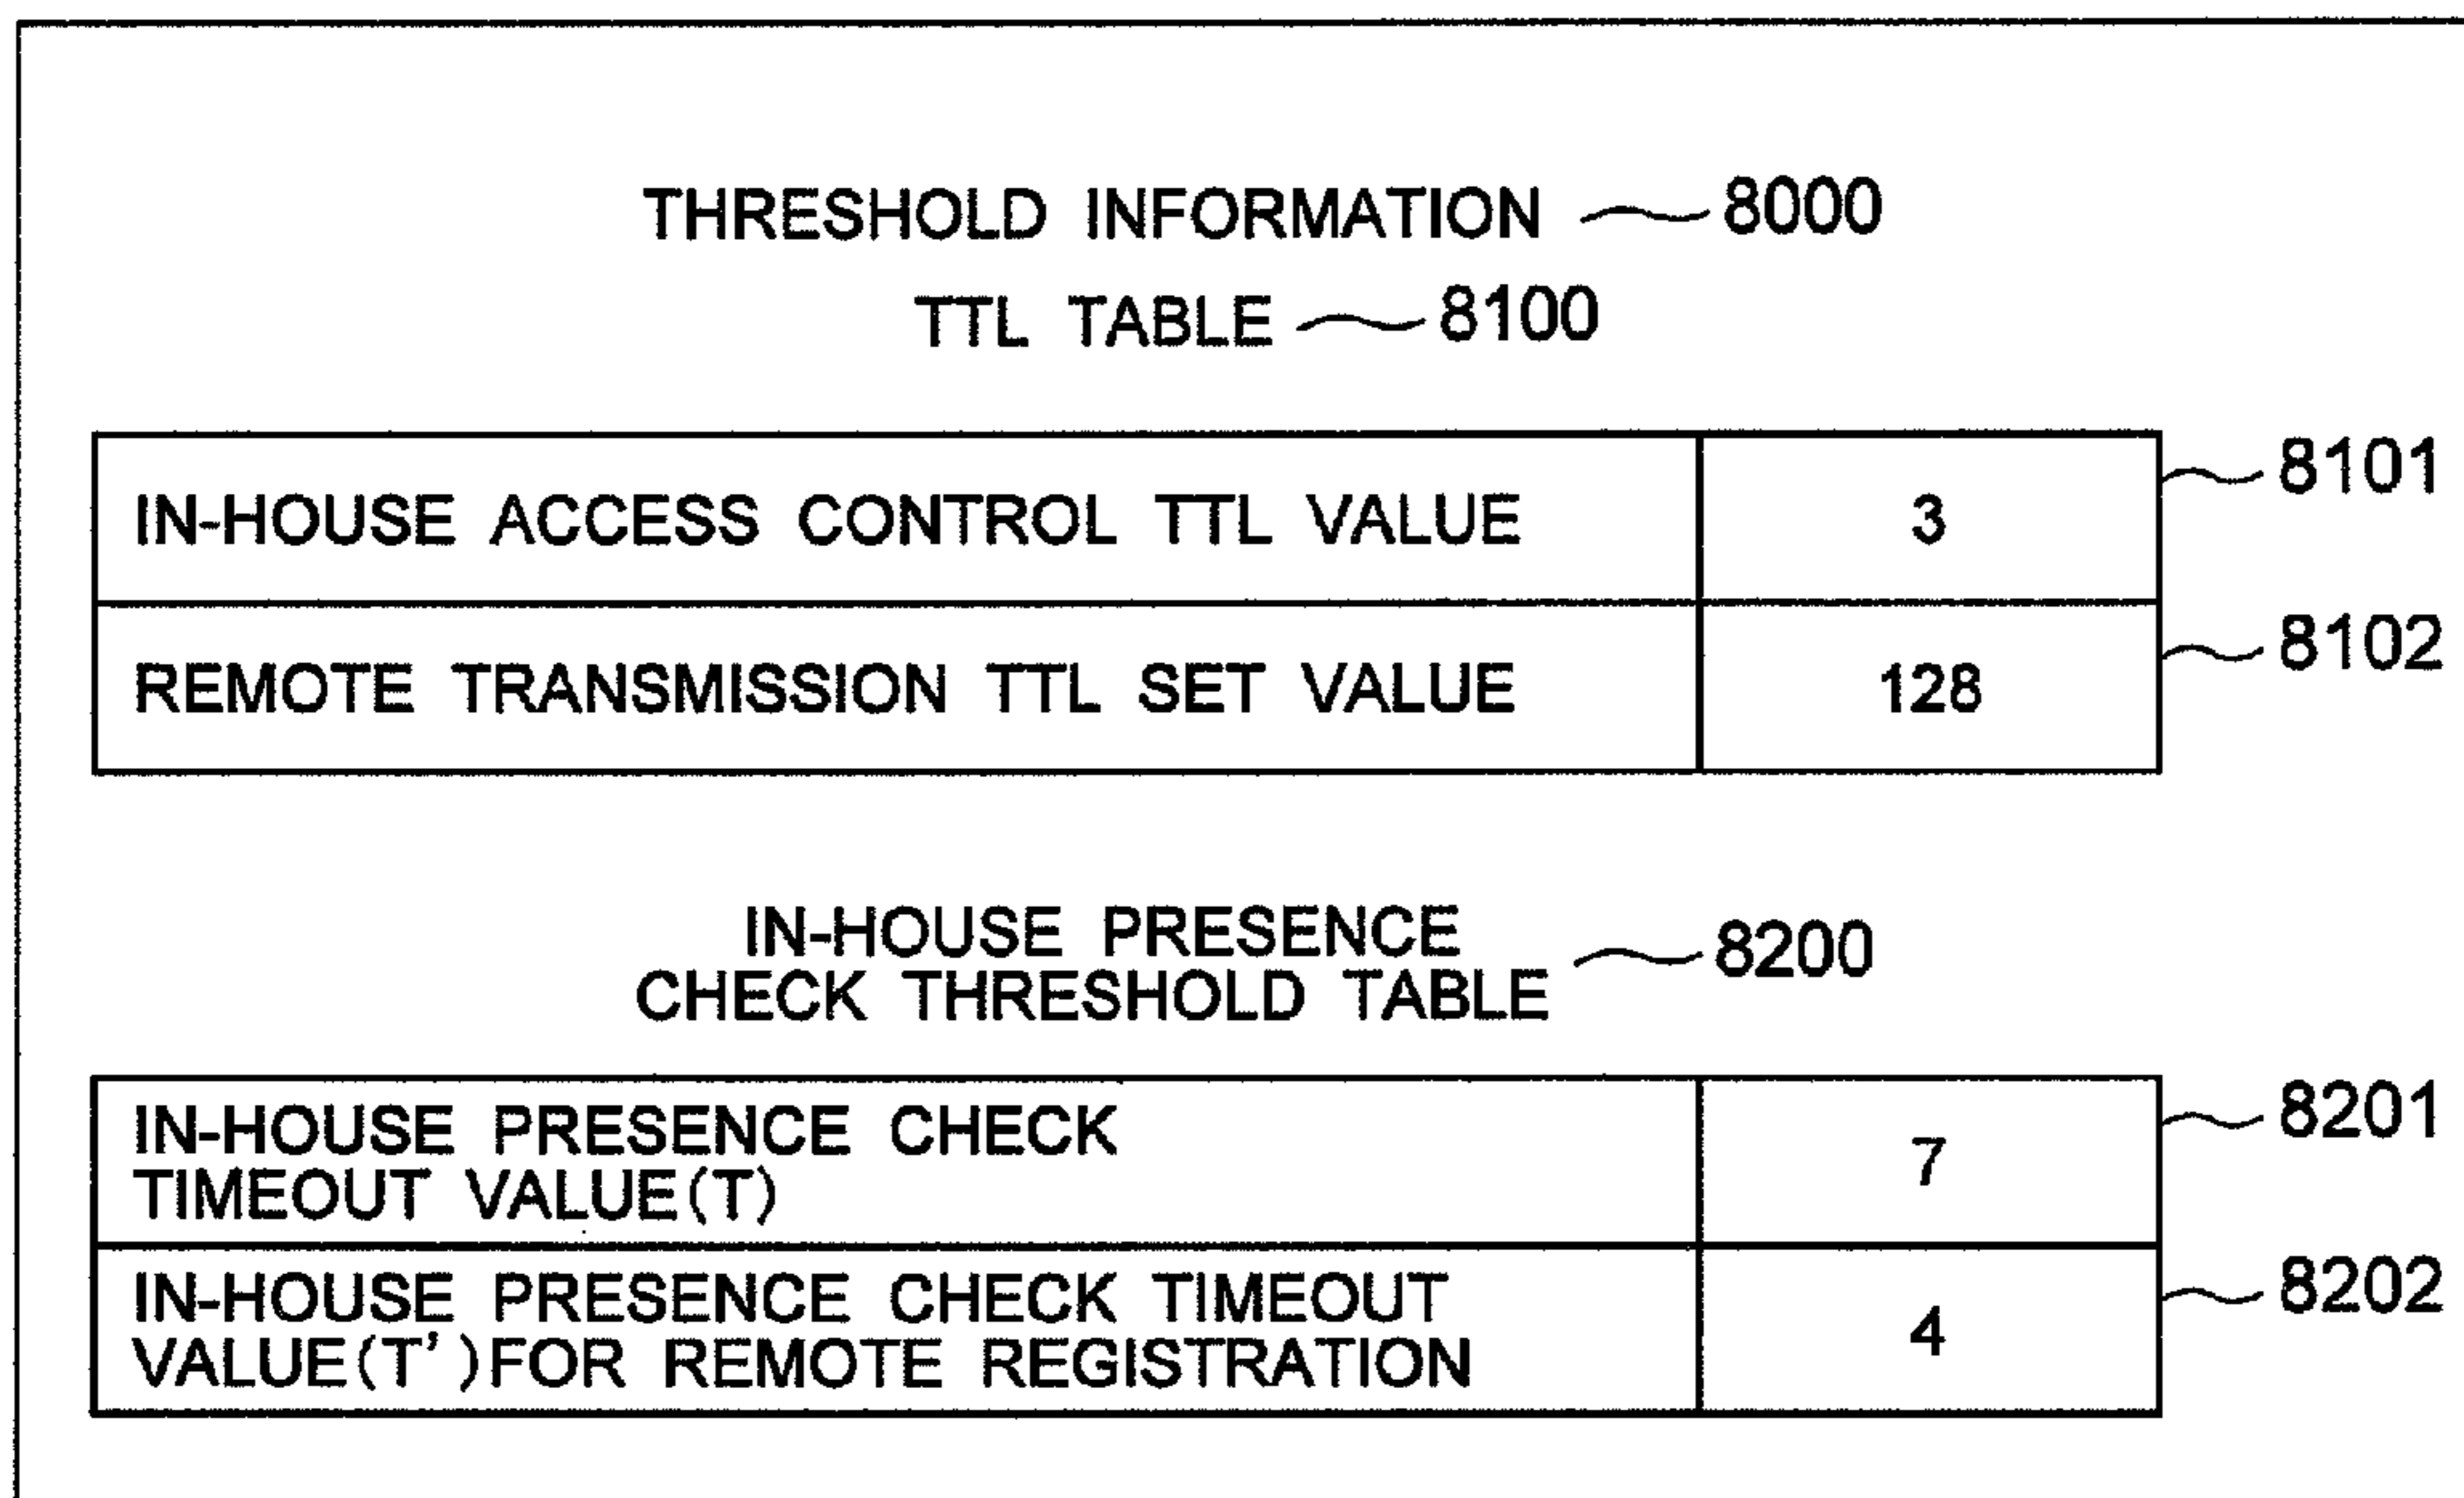 THRESHOLD INFORMATION 8000
TTL TABLE 8100
IN-HOUSE ACCESS CONTROL TTL VALUE 3 8101
REMOTE TRANSMISSION TTL SET VALUE 128 8102
IN-HOUSE PRESENCE
CHECK THRESHOLD TABLE 8200
IN-HOUSE PRESENCE CHECK
TIMEOUT VALUE(T) 7 8201
IN-HOUSE PRESENCE CHECK TIMEOUT
VALUE(T')FOR REMOTE REGISTRATION 4 8202